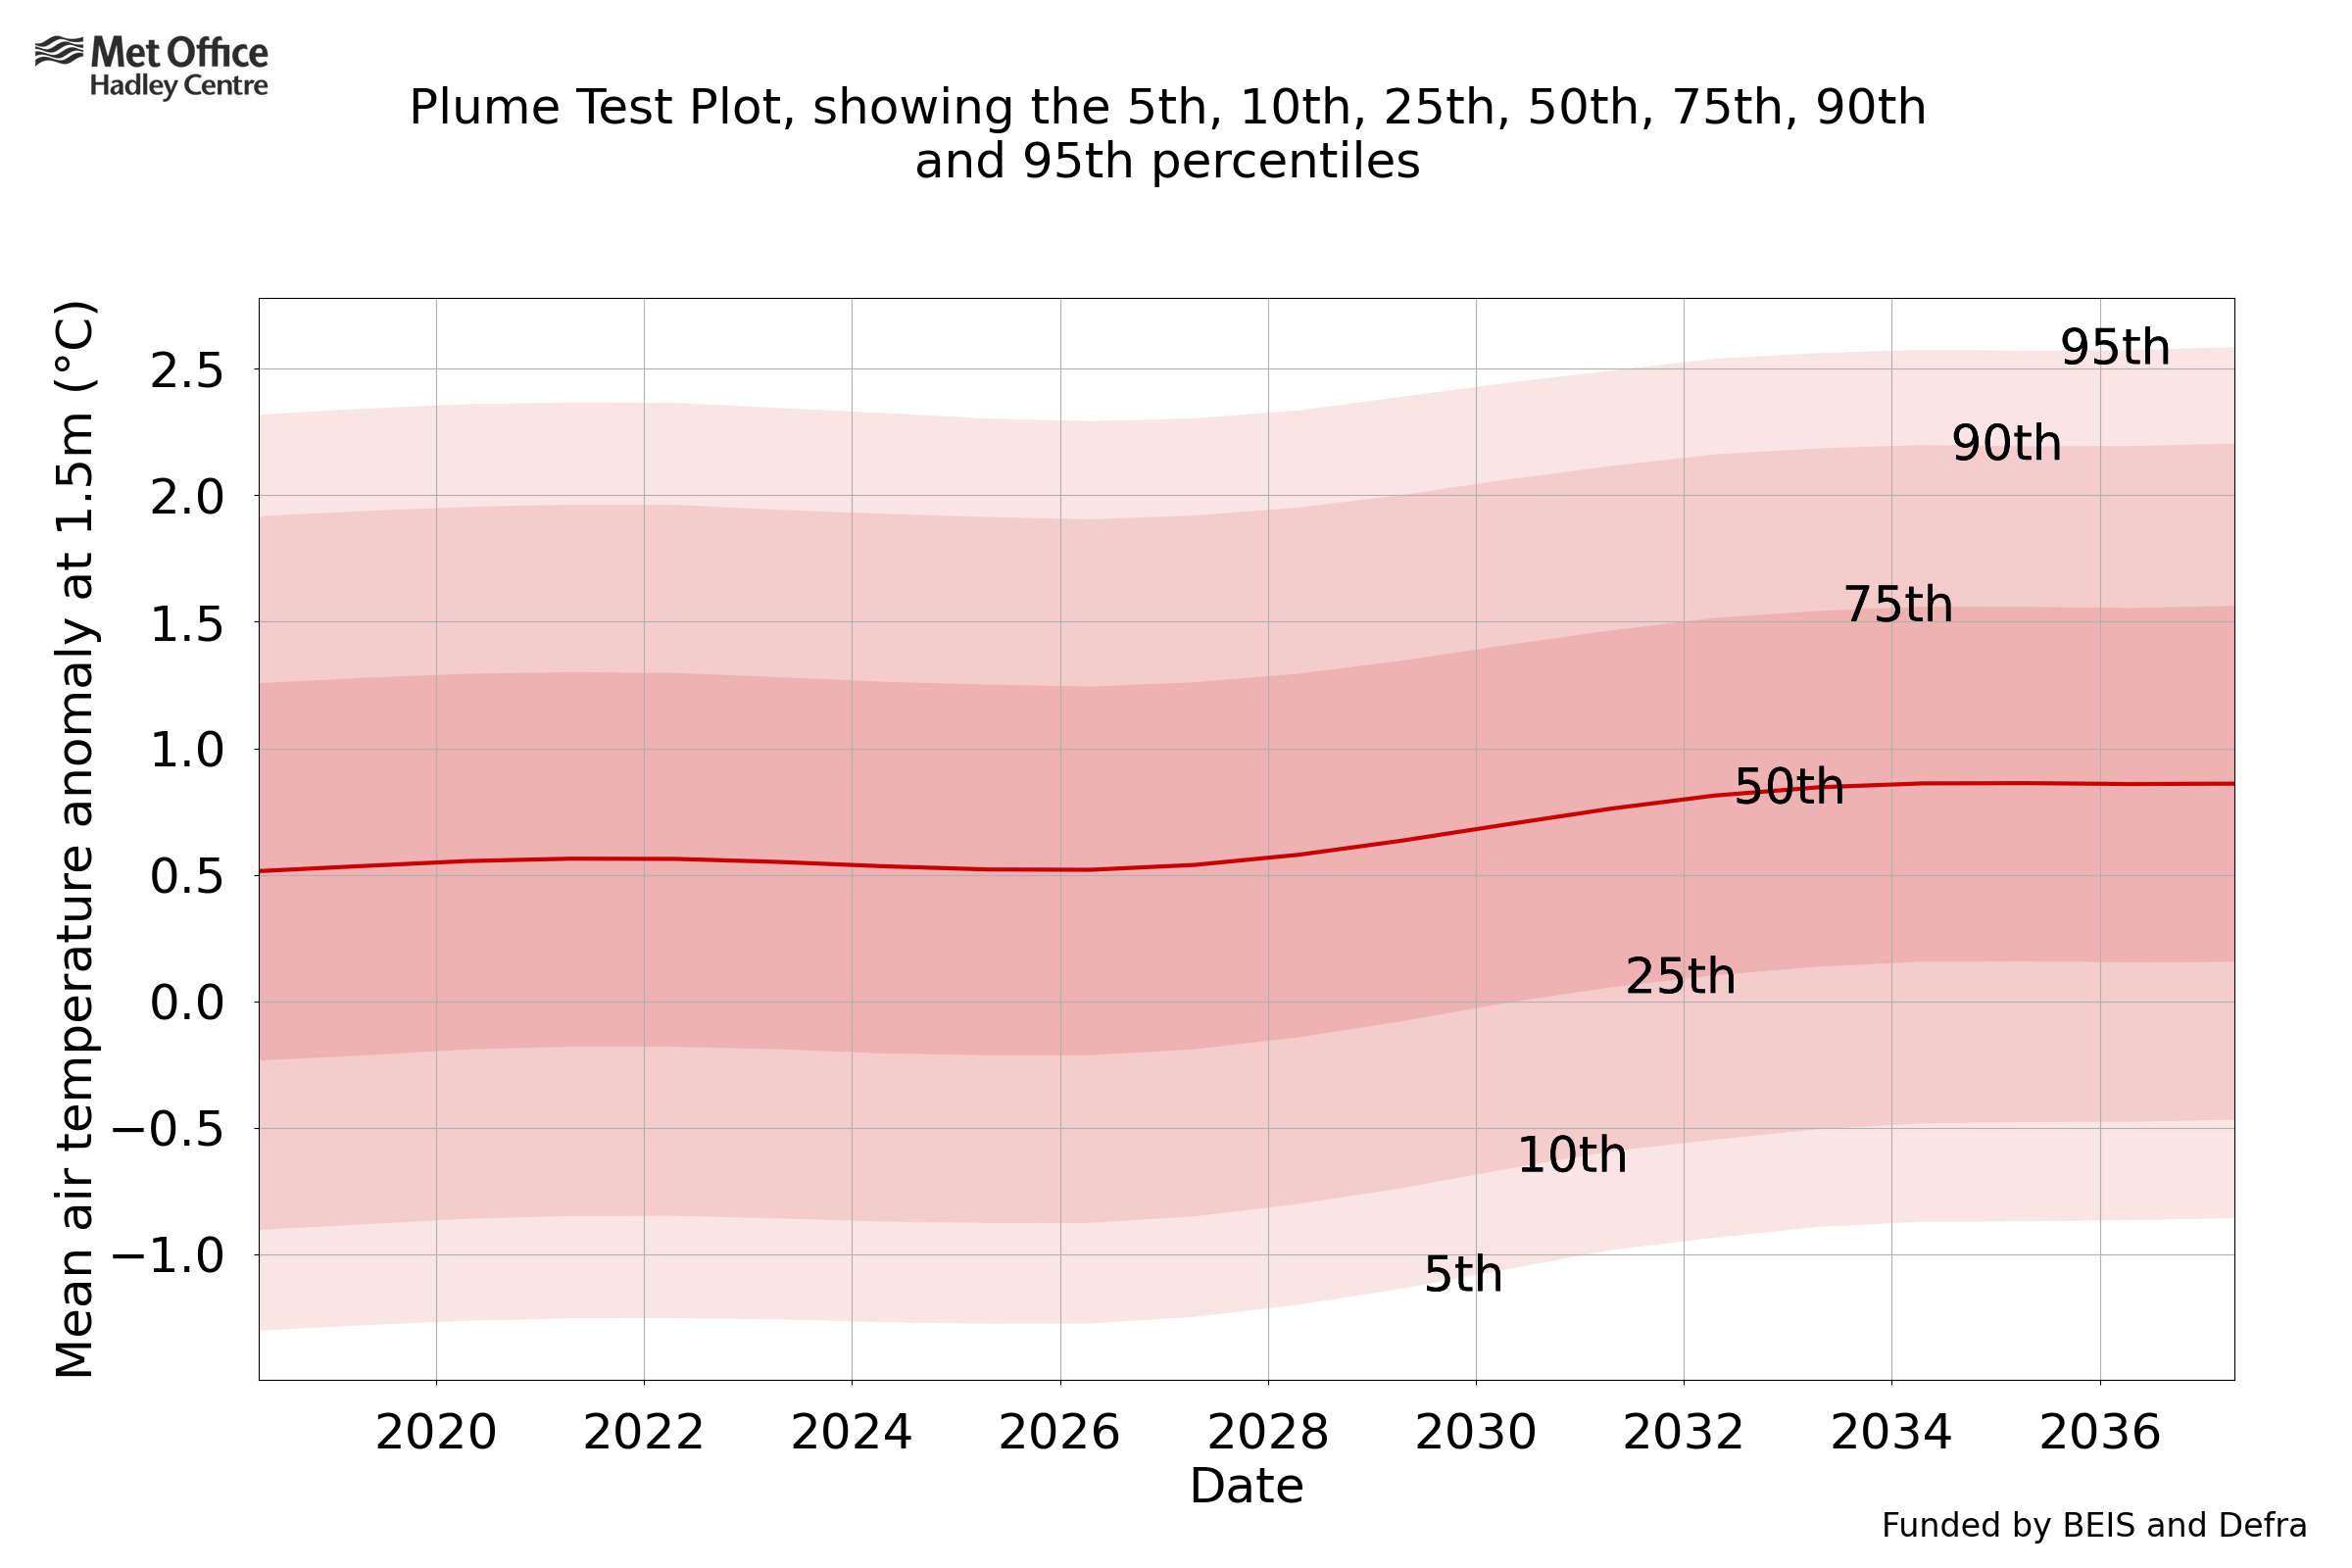 Met Office
Hadley Centre
Plume Test Plot, showing the 5th, 10th, 25th, 50th, 75th, 90th
and 95th percentiles
Mean air temperature anomaly at 1.5m (°C)
2.5
2.0
1.5
1.0
0.5
0.0
−0.5
−1.0
95th
90th
75th
50th
25th
10th
5th
2020 2022 2024 2026 2028 2030 2032 2034 2036
Date
Funded by BEIS and Defra